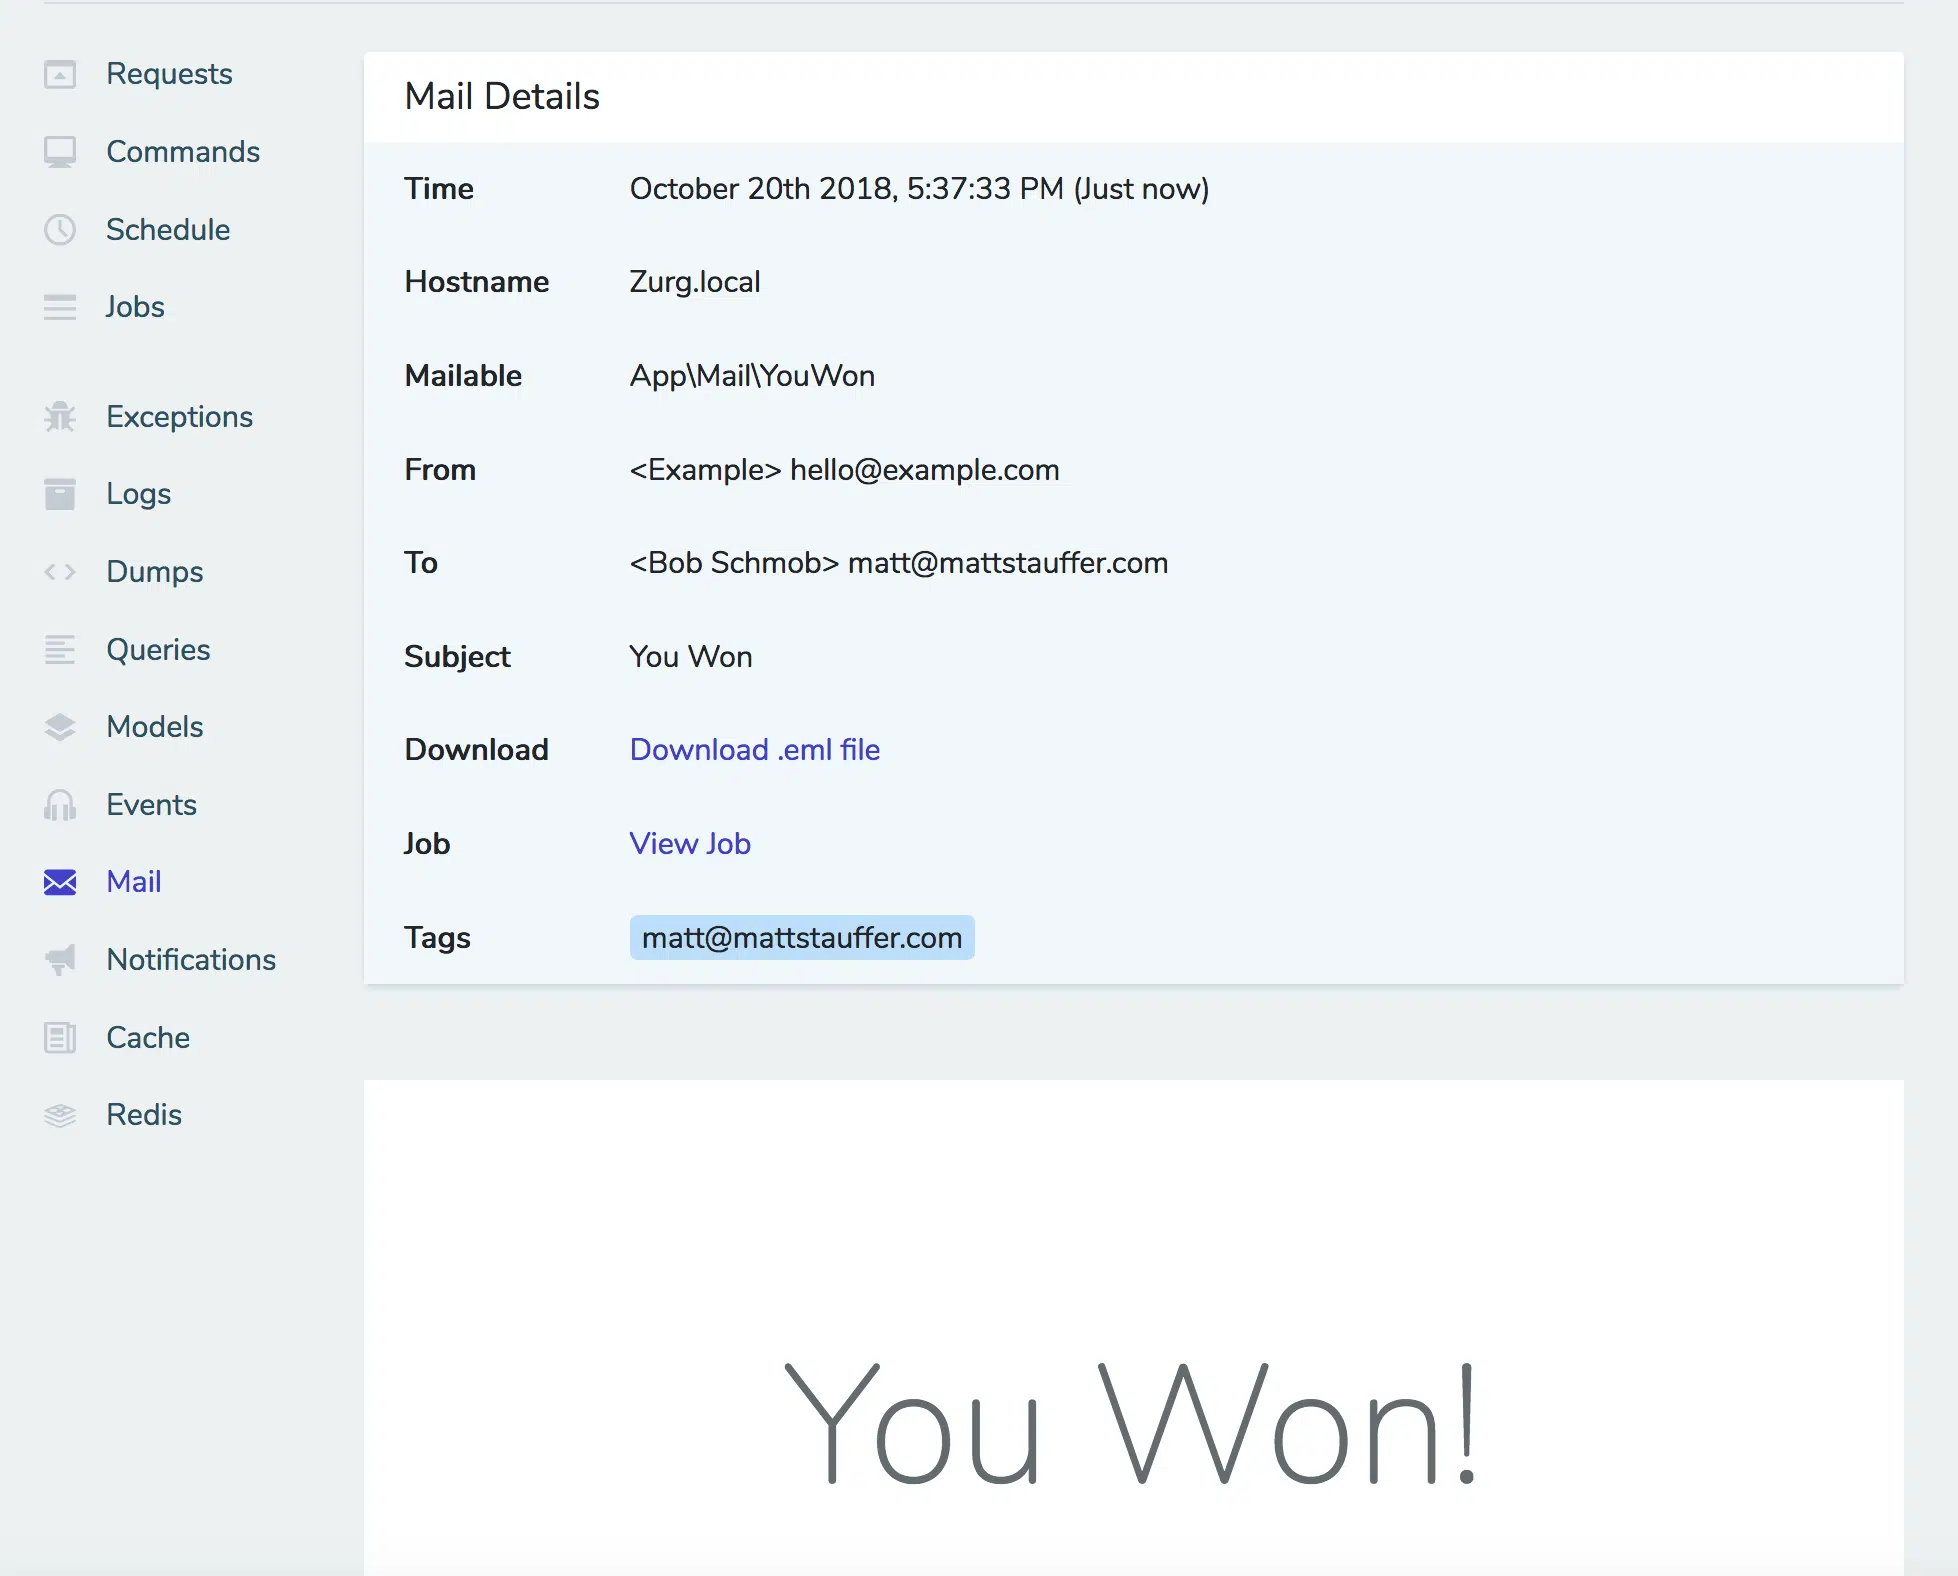 Requests
Commands
Schedule
Jobs
Exceptions
Logs
Dumps
Queries
Models
Events
Mail
Notifications
Cache
Redis
Mail Details
Time October 20th 2018, 5:37:33 PM (Just now)
Hostname Zurg.local
Mailable App\Mail\YouWon
From <Example> hello@example.com
To <Bob Schmob> matt@mattstauffer.com
Subject You Won
Download Download .eml file
Job View Job
Tags matt@mattstauffer.com
You Won!